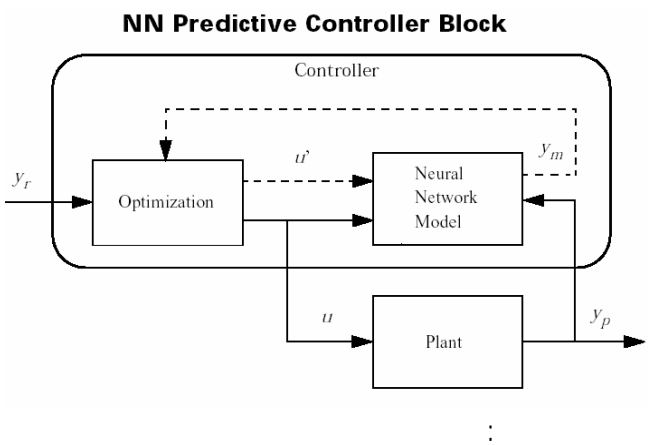 NN Predictive Controller Block
Controller
u'
y_m
y_r
Optimization
Neural
Network
Model
u
Plant
y_p